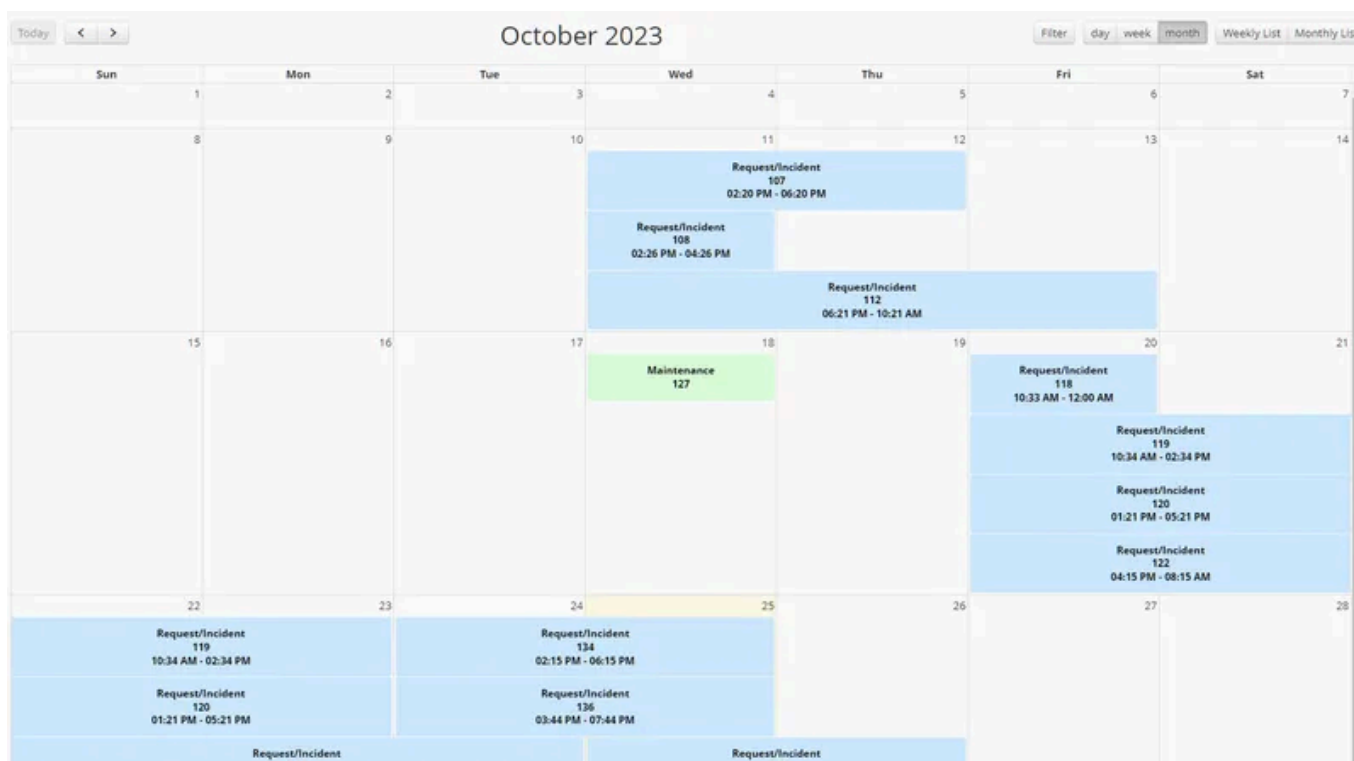 Today < > October 2023 Filter day week month Weekly List Monthly Lis
Sun Mon Tue Wed Thu Fri Sat
1 2 3 4 5 6 7
8 9 10 11 12 13 14
Request/Incident
107
02:20 PM - 06:20 PM
Request/Incident
108
02:26 PM - 04:26 PM
Request/Incident
112
06:21 PM - 10:21 AM
15 16 17 18 19 20 21
Maintenance
127
Request/Incident
118
10:33 AM - 12:00 AM
Request/Incident
119
10:34 AM - 02:34 PM
Request/Incident
120
01:21 PM - 05:21 PM
Request/Incident
122
04:15 PM - 08:15 AM
22 23 24 25 26 27 28
Request/Incident
119
10:34 AM - 02:34 PM
Request/Incident
134
02:15 PM - 06:15 PM
Request/Incident
120
01:21 PM - 05:21 PM
Request/Incident
136
03:44 PM - 07:44 PM
Request/Incident
Request/Incident